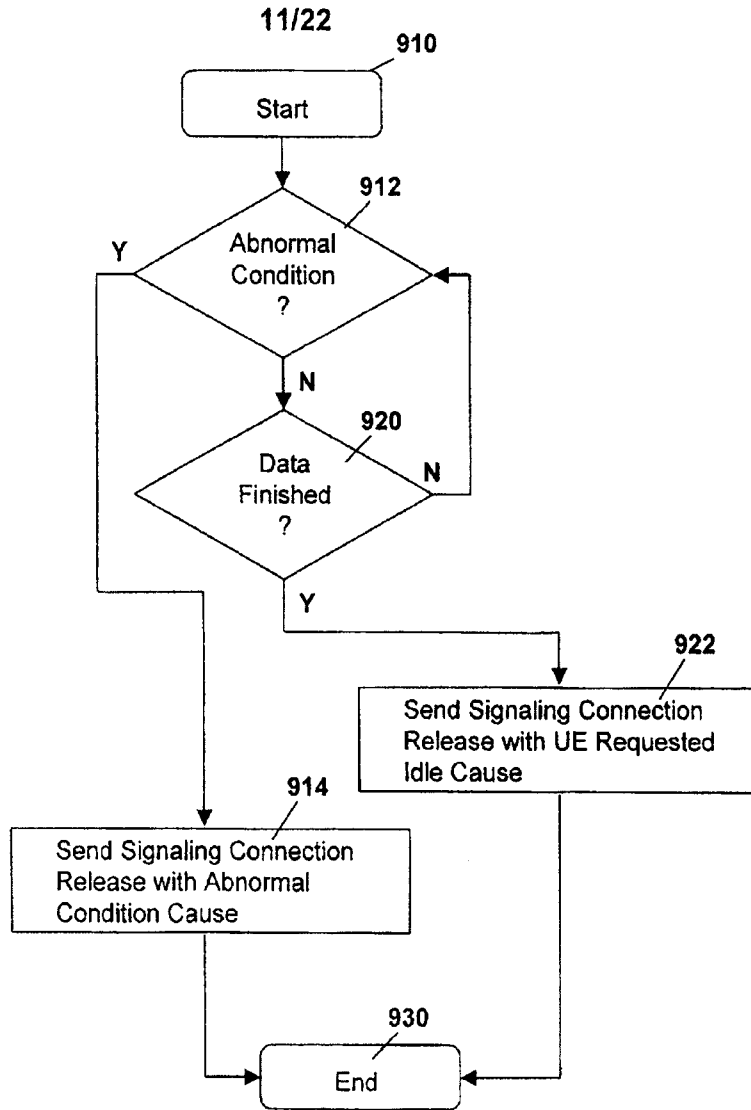 11/22
910
Start
912
Y
Abnormal
Condition
?
N
920
Data
Finished
?
N
Y
922
Send Signaling Connection
Release with UE Requested
Idle Cause
914
Send Signaling Connection
Release with Abnormal
Condition Cause
930
End